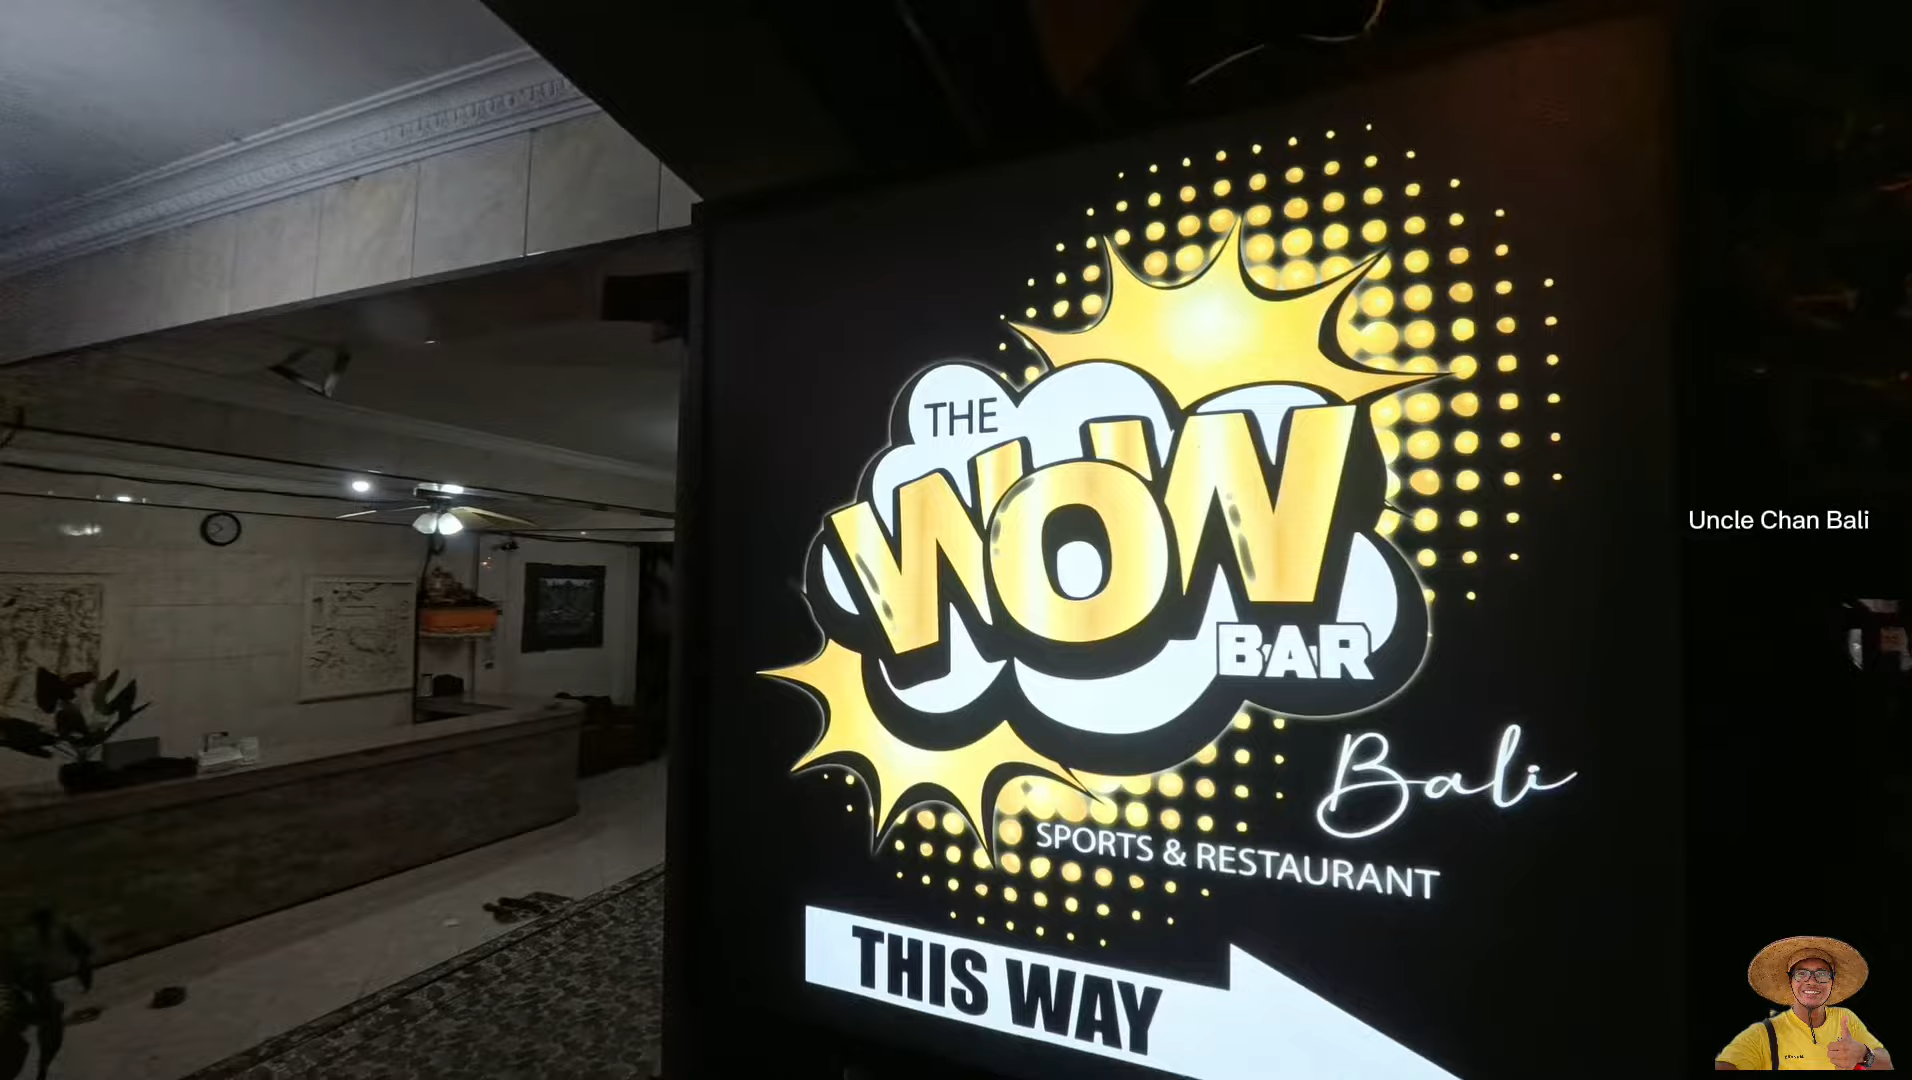 THE
WOW
BAR
Bali
SPORTS & RESTAURANT
THIS WAY
Uncle Chan Bali